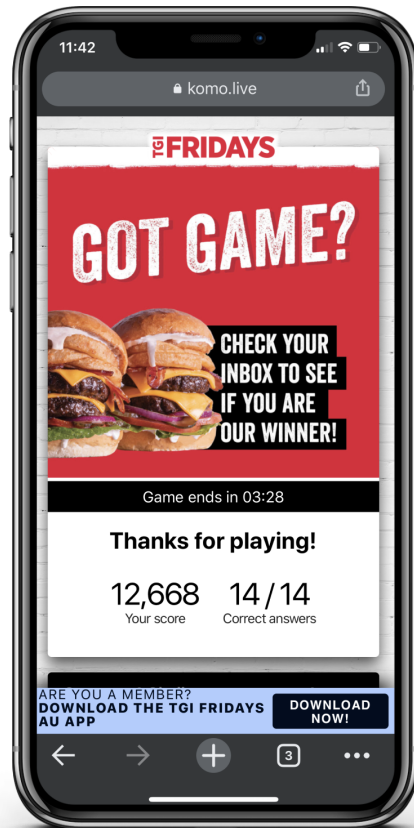 11:42
komo.live
TGI FRIDAYS
GOT GAME?
CHECK YOUR
INBOX TO SEE
IF YOU ARE
OUR WINNER!
Game ends in 03:28
Thanks for playing!
12,668 14/14
Your score Correct answers
ARE YOU A MEMBER?
DOWNLOAD THE TGI FRIDAYS
AU APP
DOWNLOAD
NOW!
3